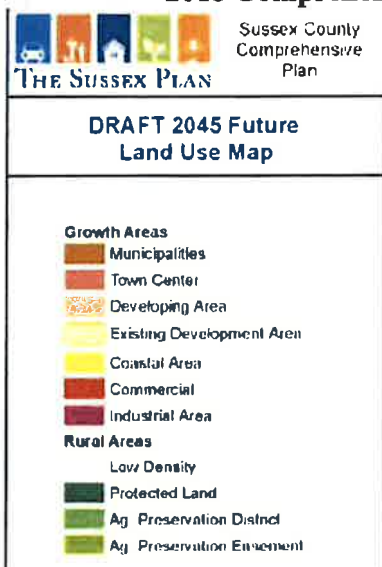 Sussex County
Comprehensive
Plan
THE SUSSEX PLAN
DRAFT 2045 Future
Land Use Map
Growth Areas
Municipalities
Town Center
Developing Area
Existing Development Area
Coastal Area
Commercial
Industrial Area
Rural Areas
Low Density
Protected Land
Ag Preservation District
Ag Preservation Easement